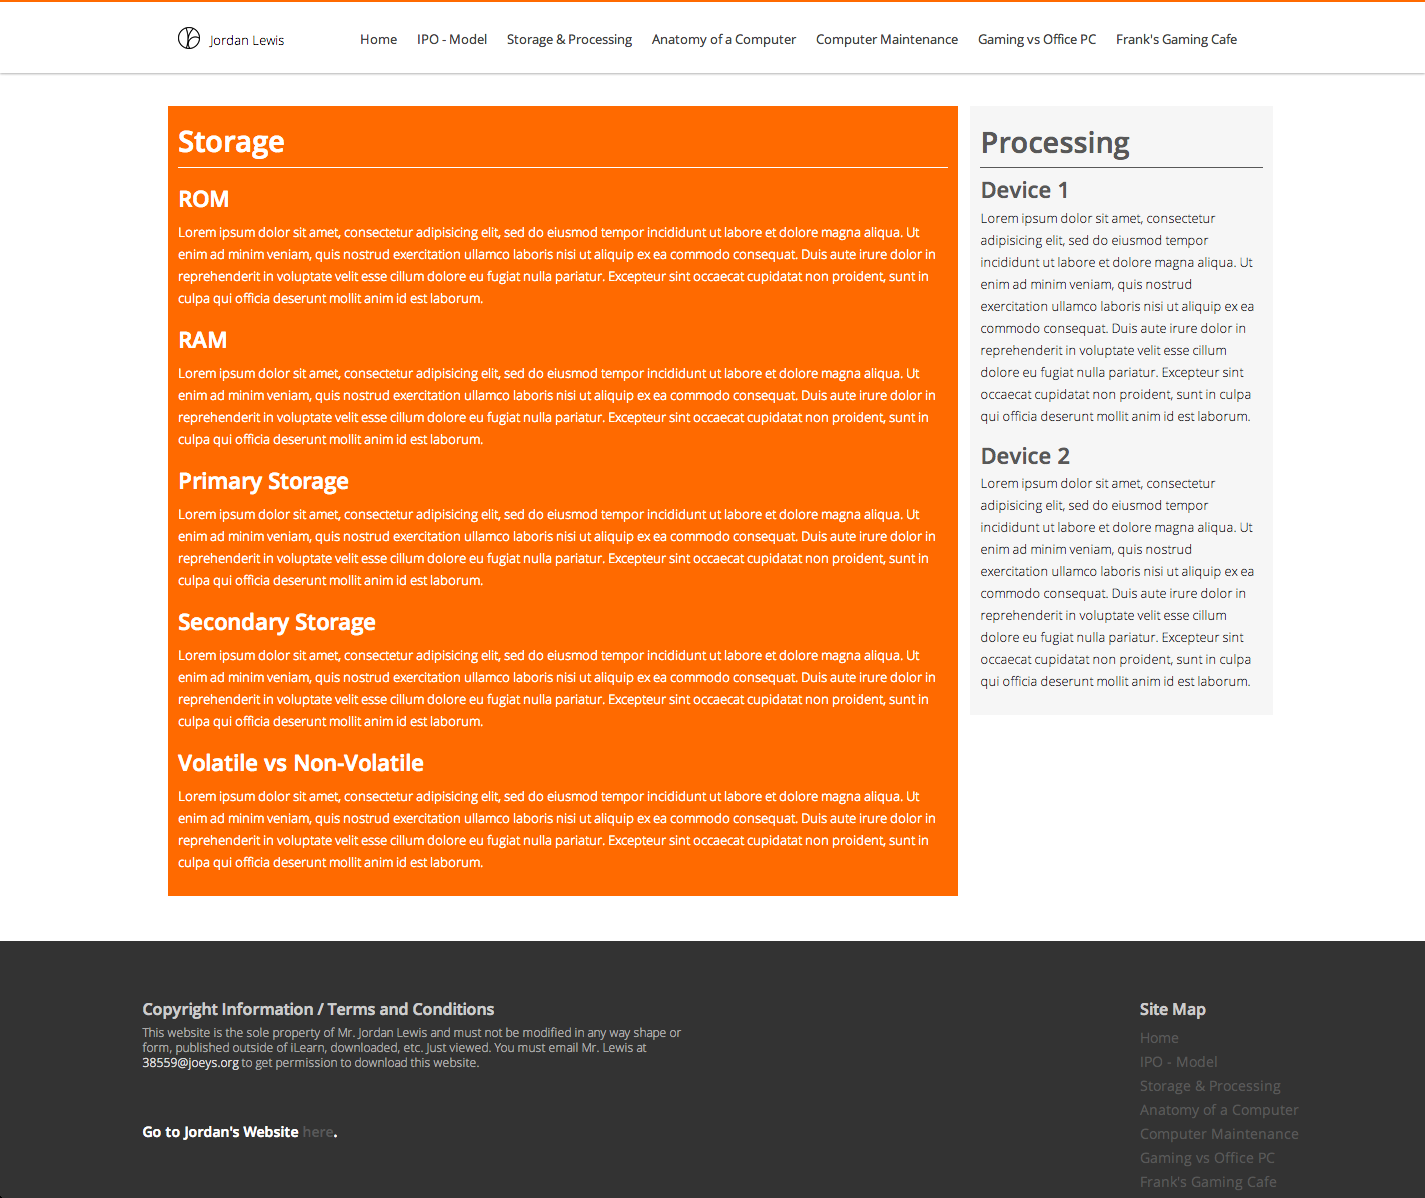 Jordan Lewis
Home IPO - Model Storage & Processing Anatomy of a Computer Computer Maintenance Gaming vs Office PC Frank's Gaming Cafe
Storage
ROM
Lorem ipsum dolor sit amet, consectetur adipisicing elit, sed do eiusmod tempor incididunt ut labore et dolore magna aliqua. Ut
enim ad minim veniam, quis nostrud exercitation ullamco laboris nisi ut aliquip ex ea commodo consequat. Duis aute irure dolor in
reprehenderit in voluptate velit esse cillum dolore eu fugiat nulla pariatur. Excepteur sint occaecat cupidatat non proident, sunt in
culpa qui officia deserunt mollit anim id est laborum.
RAM
Lorem ipsum dolor sit amet, consectetur adipisicing elit, sed do eiusmod tempor incididunt ut labore et dolore magna aliqua. Ut
enim ad minim veniam, quis nostrud exercitation ullamco laboris nisi ut aliquip ex ea commodo consequat. Duis aute irure dolor in
reprehenderit in voluptate velit esse cillum dolore eu fugiat nulla pariatur. Excepteur sint occaecat cupidatat non proident, sunt in
culpa qui officia deserunt mollit anim id est laborum.
Primary Storage
Lorem ipsum dolor sit amet, consectetur adipisicing elit, sed do eiusmod tempor incididunt ut labore et dolore magna aliqua. Ut
enim ad minim veniam, quis nostrud exercitation ullamco laboris nisi ut aliquip ex ea commodo consequat. Duis aute irure dolor in
reprehenderit in voluptate velit esse cillum dolore eu fugiat nulla pariatur. Excepteur sint occaecat cupidatat non proident, sunt in
culpa qui officia deserunt mollit anim id est laborum.
Secondary Storage
Lorem ipsum dolor sit amet, consectetur adipisicing elit, sed do eiusmod tempor incididunt ut labore et dolore magna aliqua. Ut
enim ad minim veniam, quis nostrud exercitation ullamco laboris nisi ut aliquip ex ea commodo consequat. Duis aute irure dolor in
reprehenderit in voluptate velit esse cillum dolore eu fugiat nulla pariatur. Excepteur sint occaecat cupidatat non proident, sunt in
culpa qui officia deserunt mollit anim id est laborum.
Volatile vs Non-Volatile
Lorem ipsum dolor sit amet, consectetur adipisicing elit, sed do eiusmod tempor incididunt ut labore et dolore magna aliqua. Ut
enim ad minim veniam, quis nostrud exercitation ullamco laboris nisi ut aliquip ex ea commodo consequat. Duis aute irure dolor in
reprehenderit in voluptate velit esse cillum dolore eu fugiat nulla pariatur. Excepteur sint occaecat cupidatat non proident, sunt in
culpa qui officia deserunt mollit anim id est laborum.
Processing
Device 1
Lorem ipsum dolor sit amet, consectetur
adipisicing elit, sed do eiusmod tempor
incididunt ut labore et dolore magna aliqua. Ut
enim ad minim veniam, quis nostrud
exercitation ullamco laboris nisi ut aliquip ex ea
commodo consequat. Duis aute irure dolor in
reprehenderit in voluptate velit esse cillum
dolore eu fugiat nulla pariatur. Excepteur sint
occaecat cupidatat non proident, sunt in culpa
qui officia deserunt mollit anim id est laborum.
Device 2
Lorem ipsum dolor sit amet, consectetur
adipisicing elit, sed do eiusmod tempor
incididunt ut labore et dolore magna aliqua. Ut
enim ad minim veniam, quis nostrud
exercitation ullamco laboris nisi ut aliquip ex ea
commodo consequat. Duis aute irure dolor in
reprehenderit in voluptate velit esse cillum
dolore eu fugiat nulla pariatur. Excepteur sint
occaecat cupidatat non proident, sunt in culpa
qui officia deserunt mollit anim id est laborum.
Copyright Information / Terms and Conditions
This website is the sole property of Mr. Jordan Lewis and must not be modified in any way shape or
form, published outside of iLearn, downloaded, etc. Just viewed. You must email Mr. Lewis at
38559@joeys.org to get permission to download this website.
Go to Jordan's Website here.
Site Map
Home
IPO - Model
Storage & Processing
Anatomy of a Computer
Computer Maintenance
Gaming vs Office PC
Frank's Gaming Cafe